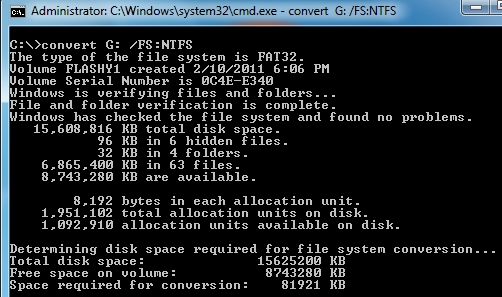 Administrator: C:\Windows\system32\cmd.exe - convert G: /FS:NTFS
C:\>convert G: /FS:NTFS
The type of the file system is FAT32.
Volume FLASHY1 created 2/10/2011 6:06 PM
Volume Serial Number is 0C4E-E340
Windows is verifying files and folders...
File and folder verification is complete.
Windows has checked the file system and found no problems.
15,608,816 KB total disk space.
96 KB in 6 hidden files.
32 KB in 4 folders.
6,865,400 KB in 63 files.
8,743,280 KB are available.
8,192 bytes in each allocation unit.
1,951,102 total allocation units on disk.
1,092,910 allocation units available on disk.
Determining disk space required for file system conversion...
Total disk space: 15625200 KB
Free space on volume: 8743280 KB
Space required for conversion: 81921 KB